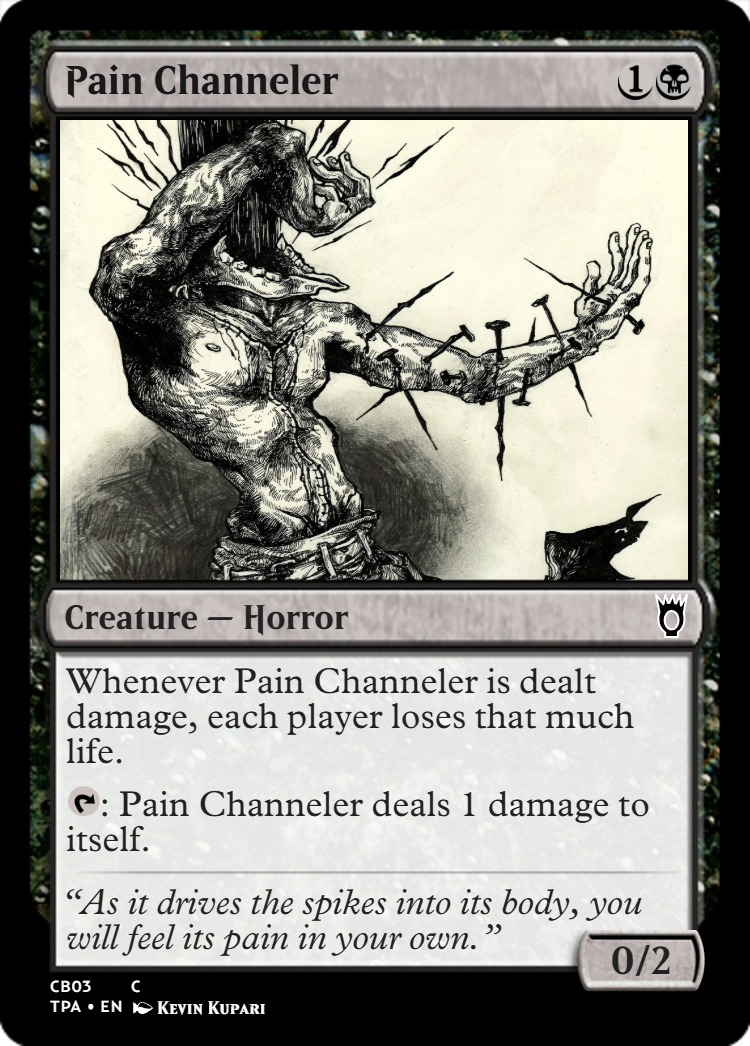 Pain Channeler 1
Creature — Horror
Whenever Pain Channeler is dealt
damage, each player loses that much
life.
: Pain Channeler deals 1 damage to
itself.
“As it drives the spikes into its body, you
will feel its pain in your own.”
0/2
CB03 C
TPA • EN Kevin Kupari